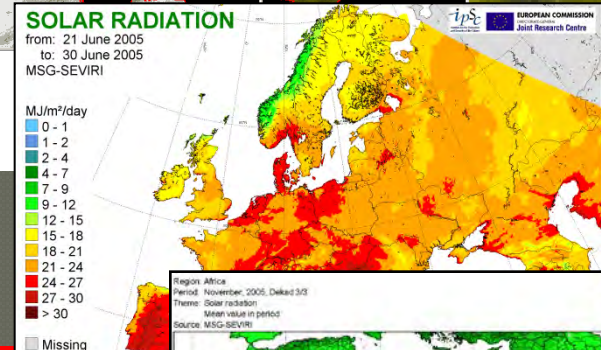 SOLAR RADIATION
from: 21 June 2005
to: 30 June 2005
MSG-SEVIRI
ipsc
EUROPEAN COMMISSION
Joint Research Centre
MJ/m²/day
0 - 1
1 - 2
2 - 4
4 - 7
7 - 9
9 - 12
12 - 15
15 - 18
18 - 21
21 - 24
24 - 27
27 - 30
> 30
Missing
Region: Africa
Period: November, 2005, Dekad 3/3
Theme: Solar radiation
Mean value in period
Source: MSG-SEVIRI